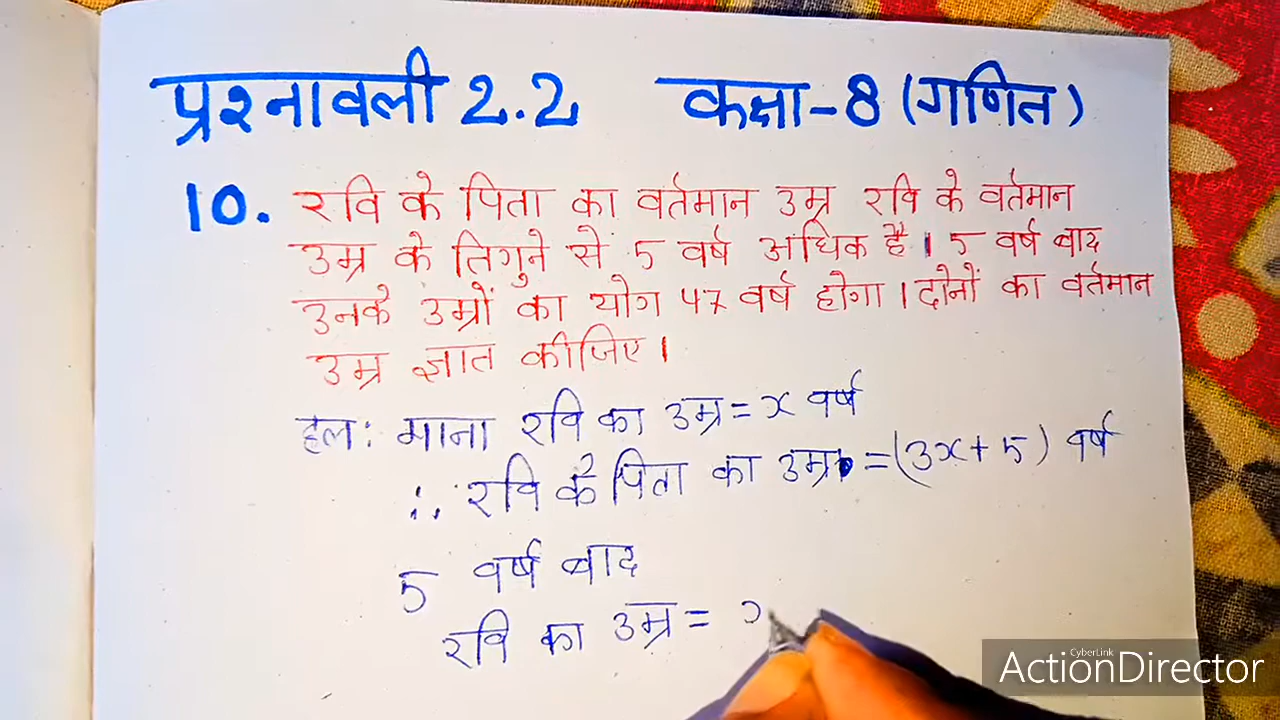 प्रश्नावली 2.2 कक्षा-8 (गणित)
10. रवि के पिता का वर्तमान उम्र रवि के वर्तमान
उम्र के तिगुने से 5 वर्ष अधिक है। 5 वर्ष बाद
उनके उम्रों का योग 47 वर्ष होगा। दोनों का वर्तमान
उम्र ज्ञात कीजिए।
हल: माना रवि का उम्र = x वर्ष
∴ रवि के पिता का उम्र = (3x+5) वर्ष
5 वर्ष बाद
रवि का उम्र =
CyberLink
ActionDirector